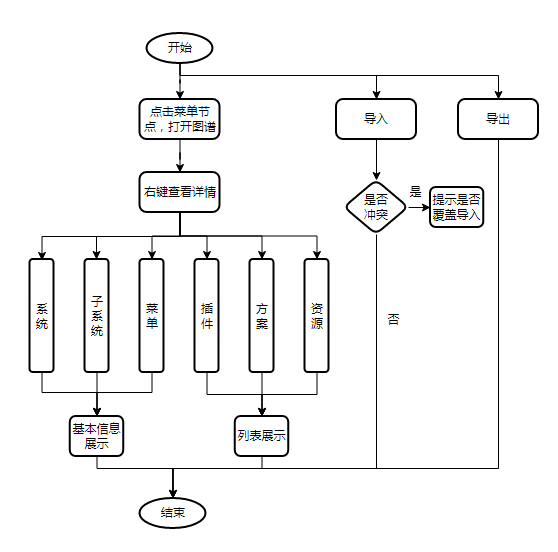 开始
点击菜单节
点，打开图谱
导入
导出
右键查看详情
是否
冲突
是
提示是否
覆盖导入
系统
子系统
菜单
插件
方案
资源
否
基本信息
展示
列表展示
结束